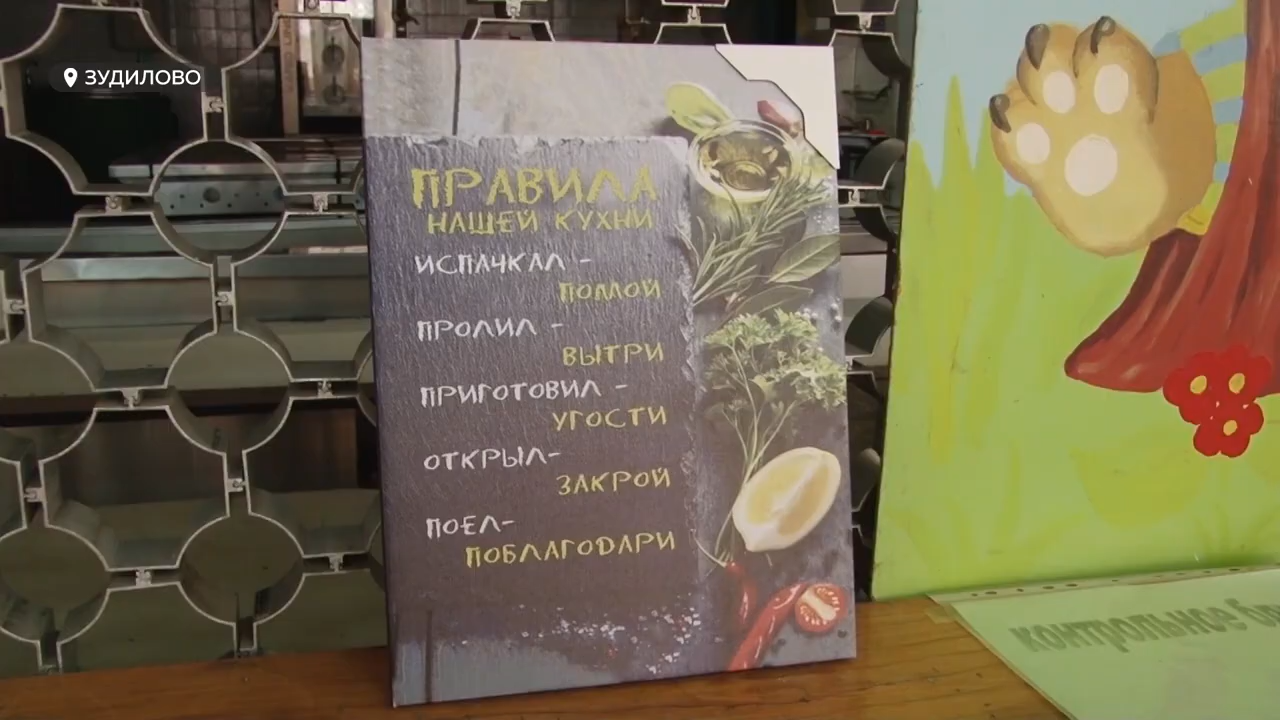 ЗУДИЛОВО
ПРАВИЛА
НАШЕЙ КУХНИ
ИСПАЧКАЛ -
ПОМОЙ
ПРОЛИЛ -
ВЫТРИ
ПРИГОТОВИЛ -
УГОСТИ
ОТКРЫЛ-
ЗАКРОЙ
ПОЕЛ-
ПОБЛАГОДАРИ
контрольное